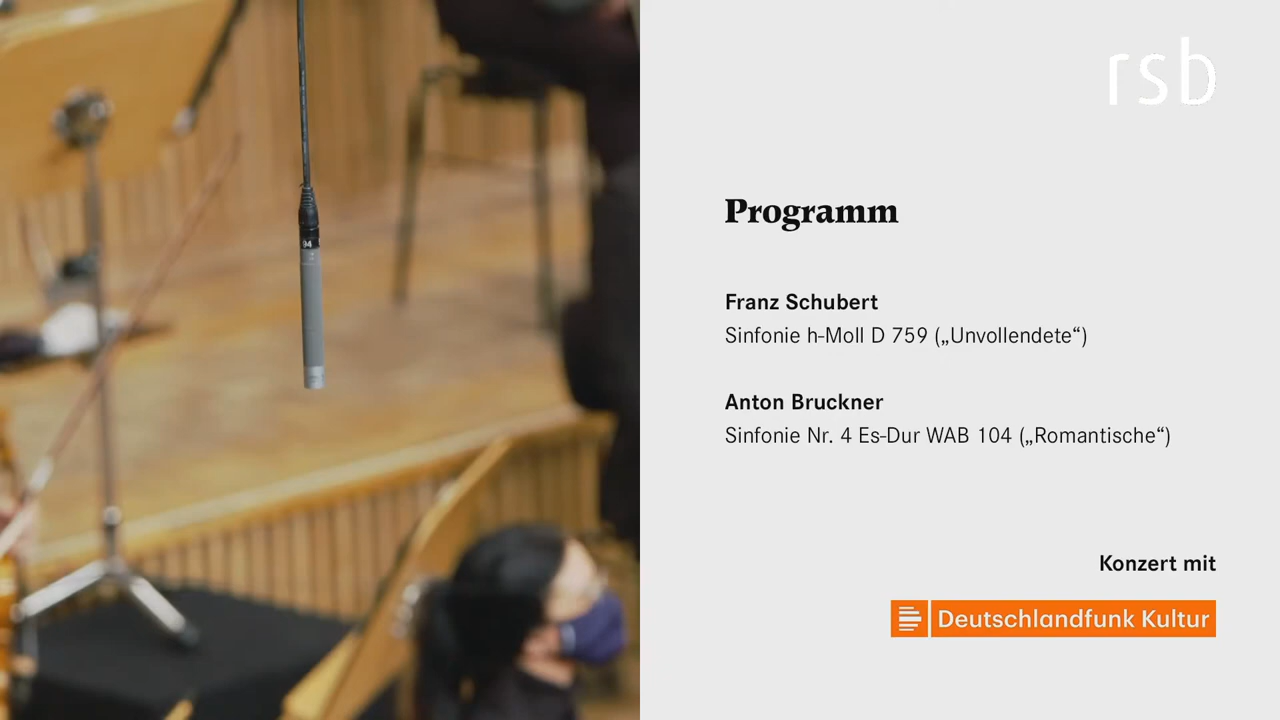 rsb
Programm
Franz Schubert
Sinfonie h-Moll D 759 („Unvollendete“)
Anton Bruckner
Sinfonie Nr. 4 Es-Dur WAB 104 („Romantische“)
Konzert mit
Deutschlandfunk Kultur
94